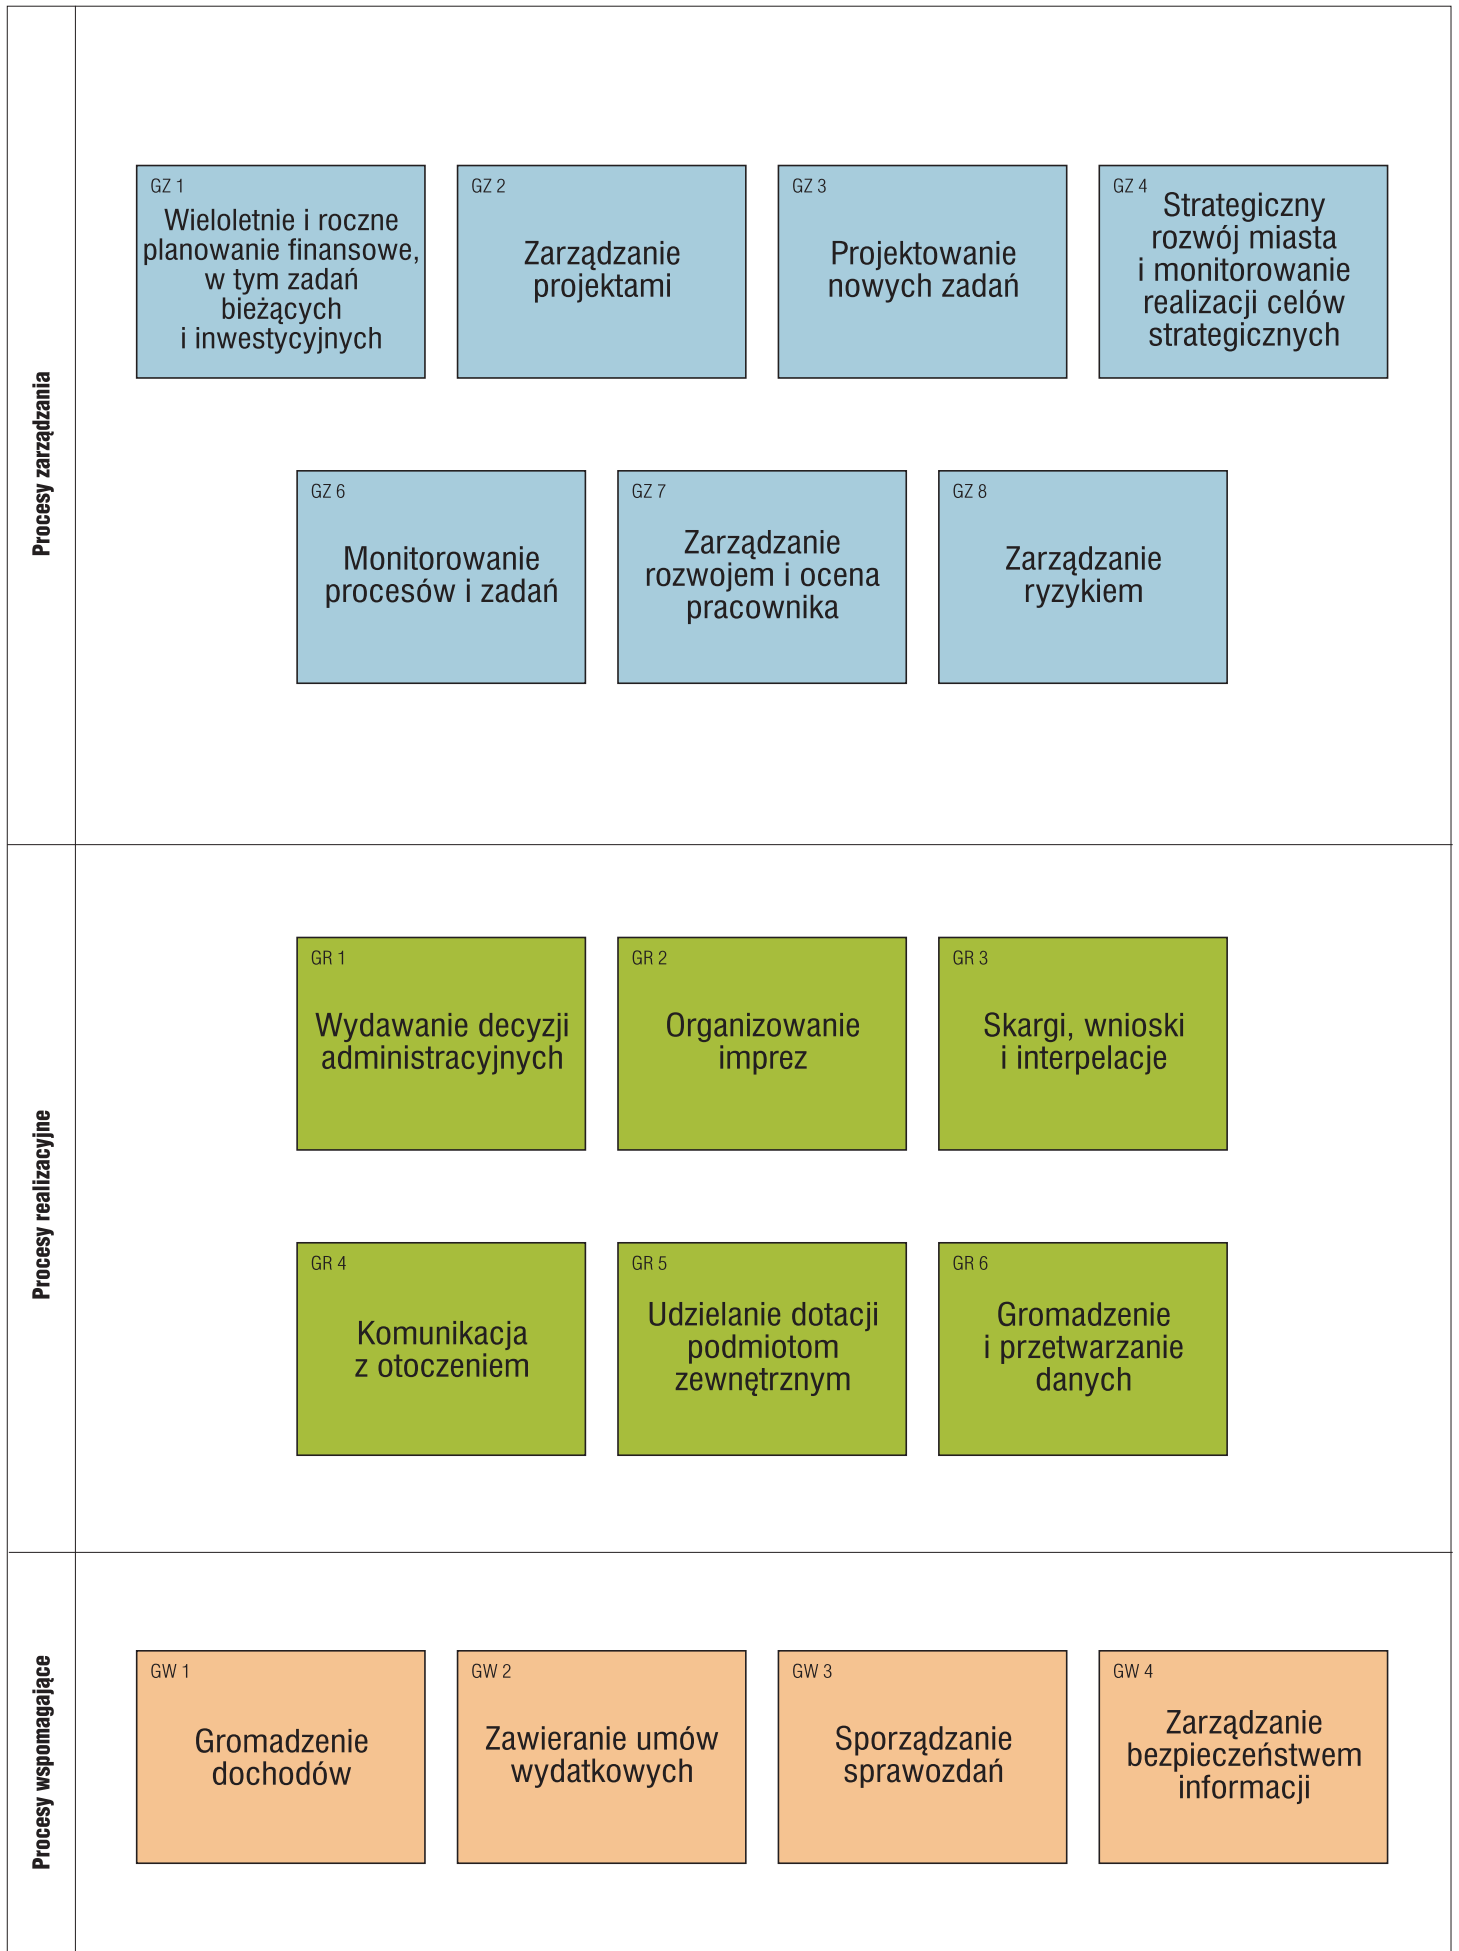 Procesy zarządzania
GZ 1
Wieloletnie i roczne
planowanie finansowe,
w tym zadań
bieżących
i inwestycyjnych
GZ 2
Zarządzanie
projektami
GZ 3
Projektowanie
nowych zadań
GZ 4
Strategiczny
rozwój miasta
i monitorowanie
realizacji celów
strategicznych
GZ 6
Monitorowanie
procesów i zadań
GZ 7
Zarządzanie
rozwojem i ocena
pracownika
GZ 8
Zarządzanie
ryzykiem
Procesy realizacyjne
GR 1
Wydawanie decyzji
administracyjnych
GR 2
Organizowanie
imprez
GR 3
Skargi, wnioski
i interpelacje
GR 4
Komunikacja
z otoczeniem
GR 5
Udzielanie dotacji
podmiotom
zewnętrznym
GR 6
Gromadzenie
i przetwarzanie
danych
Procesy wspomagające
GW 1
Gromadzenie
dochodów
GW 2
Zawieranie umów
wydatkowych
GW 3
Sporządzanie
sprawozdań
GW 4
Zarządzanie
bezpieczeństwem
informacji